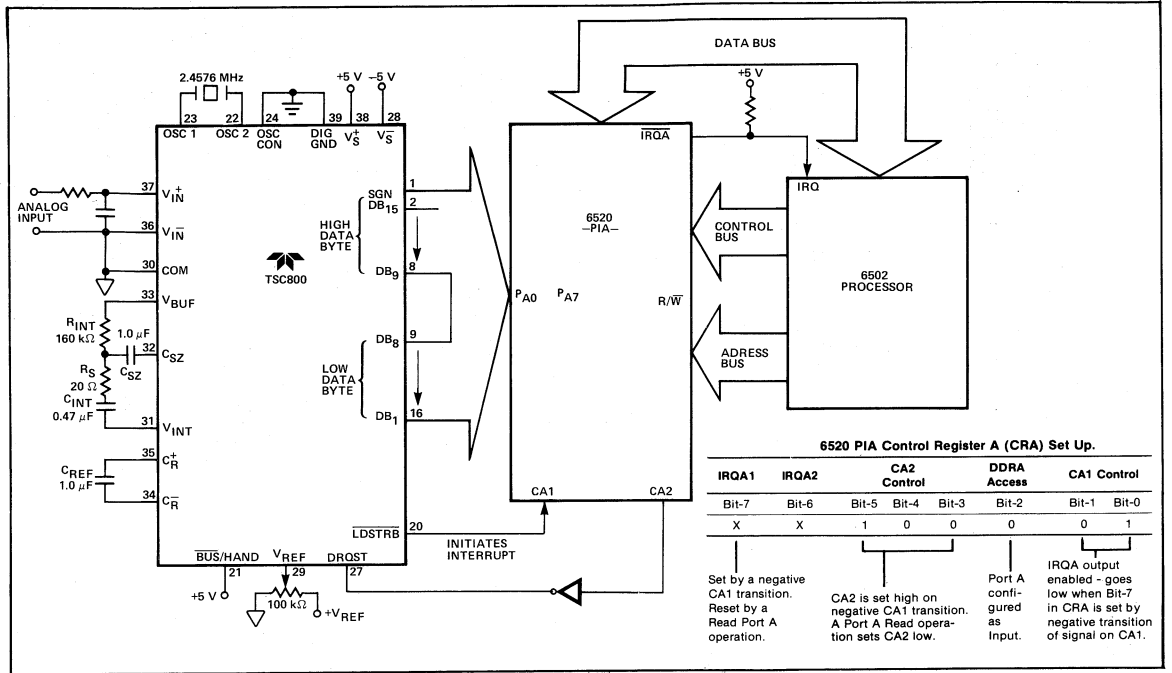 DATA BUS
2.4576 MHz
+5 V
–5 V
+5 V
23
22
24
39
38
28
OSC 1
OSC 2
OSC CON
DIG GND
V+S
V–S
IRQA
IRQ
37
V+IN
ANALOG INPUT
36
V–IN
30
COM
33
VBUF
RINT
160 kΩ
1.0 µF
32
CSZ
CSZ
RS
20 Ω
CINT
0.47 µF
31
VINT
35
C+R
CREF
1.0 µF
34
C–R
TSC800
1
SGN
2
DB15
HIGH DATA BYTE
8
DB9
9
DB8
LOW DATA BYTE
16
DB1
20
LDSTRB
INITIATES INTERRUPT
BUS/HAND
VREF
DRQST
21
29
27
+5 V
100 kΩ
+VREF
6520
–PIA–
PA0
PA7
R/W
CA1
CA2
CONTROL BUS
ADRESS BUS
6502
PROCESSOR
6520 PIA Control Register A (CRA) Set Up.
IRQA1 IRQA2 CA2 Control DDRA Access CA1 Control
Bit-7 Bit-6 Bit-5 Bit-4 Bit-3 Bit-2 Bit-1 Bit-0
X X 1 0 0 0 0 1
Set by a negative
CA1 transition.
Reset by a
Read Port A
operation.
CA2 is set high on
negative CA1 transition.
A Port A Read opera-
tion sets CA2 low.
Port A
confi-
gured
as
Input.
IRQA output
enabled - goes
low when Bit-7
in CRA is set by
negative transition
of signal on CA1.